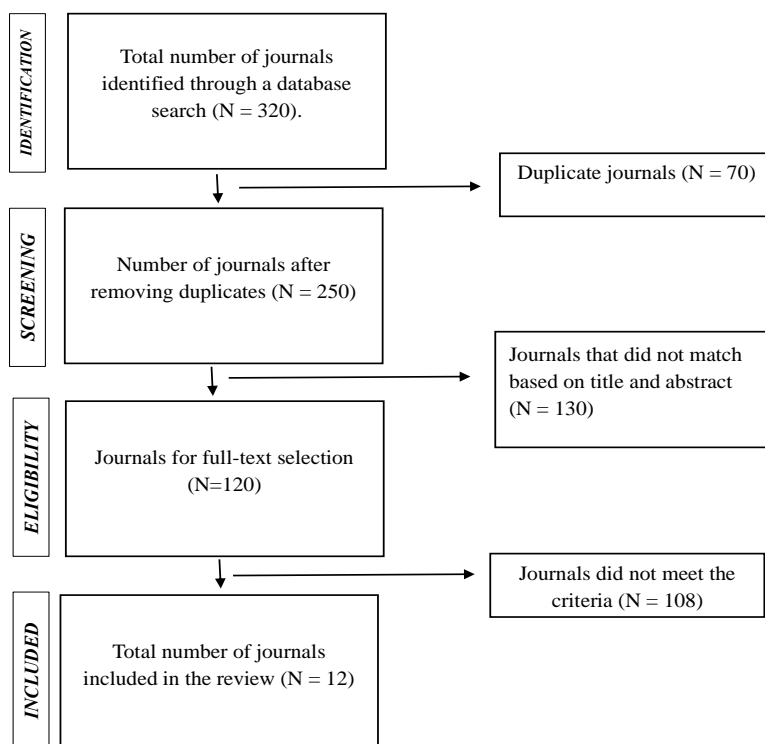 IDENTIFICATION
Total number of journals
identified through a database
search (N = 320).
Duplicate journals (N = 70)
SCREENING
Number of journals after
removing duplicates (N = 250)
Journals that did not match
based on title and abstract
(N = 130)
ELIGIBILITY
Journals for full-text selection
(N=120)
Journals did not meet the
criteria (N = 108)
INCLUDED
Total number of journals
included in the review (N = 12)